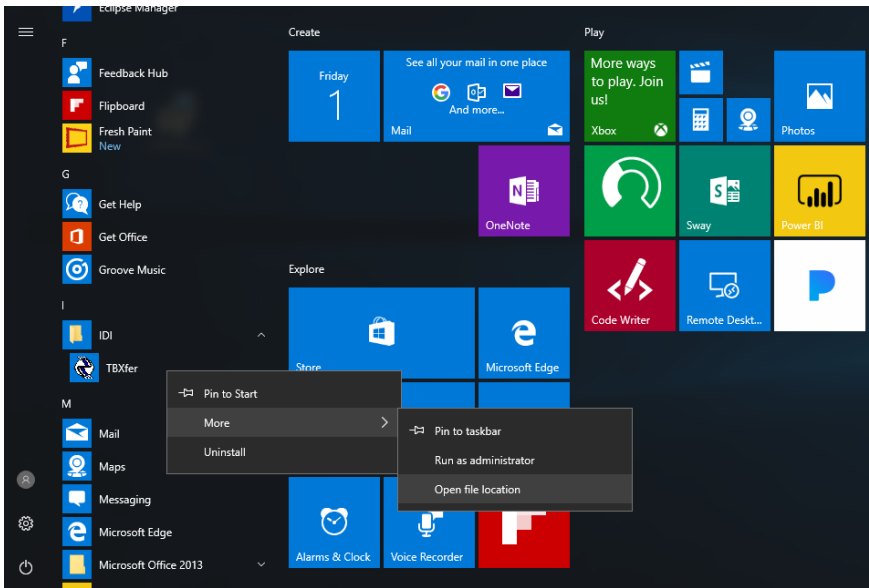 Eclipse Manager
F
Feedback Hub
Flipboard
Fresh Paint
New
G
Get Help
Get Office
Groove Music
I
IDI
TBXfer
M
Mail
Maps
Messaging
Microsoft Edge
Microsoft Office 2013
Pin to Start
More
Uninstall
Pin to taskbar
Run as administrator
Open file location
Create
Friday
1
See all your mail in one place
And more...
Mail
OneNote
Explore
Store
Microsoft Edge
Alarms & Clock
Voice Recorder
Play
More ways
to play. Join
us!
Xbox
Photos
Sway
Power BI
Code Writer
Remote Deskt...